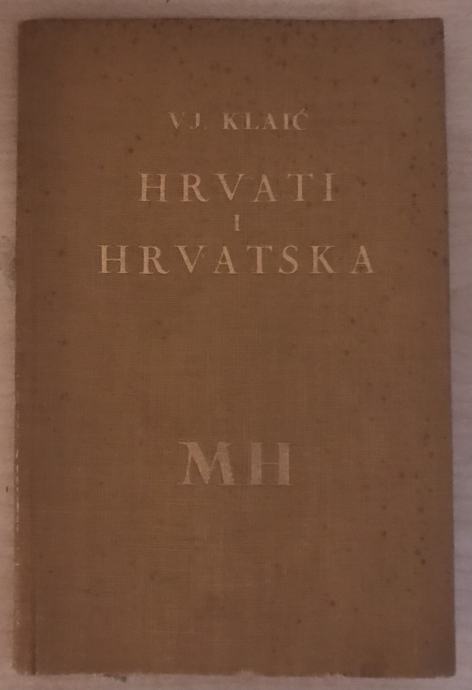 VJ. KLAIĆ
HRVATI
I
HRVATSKA
MH